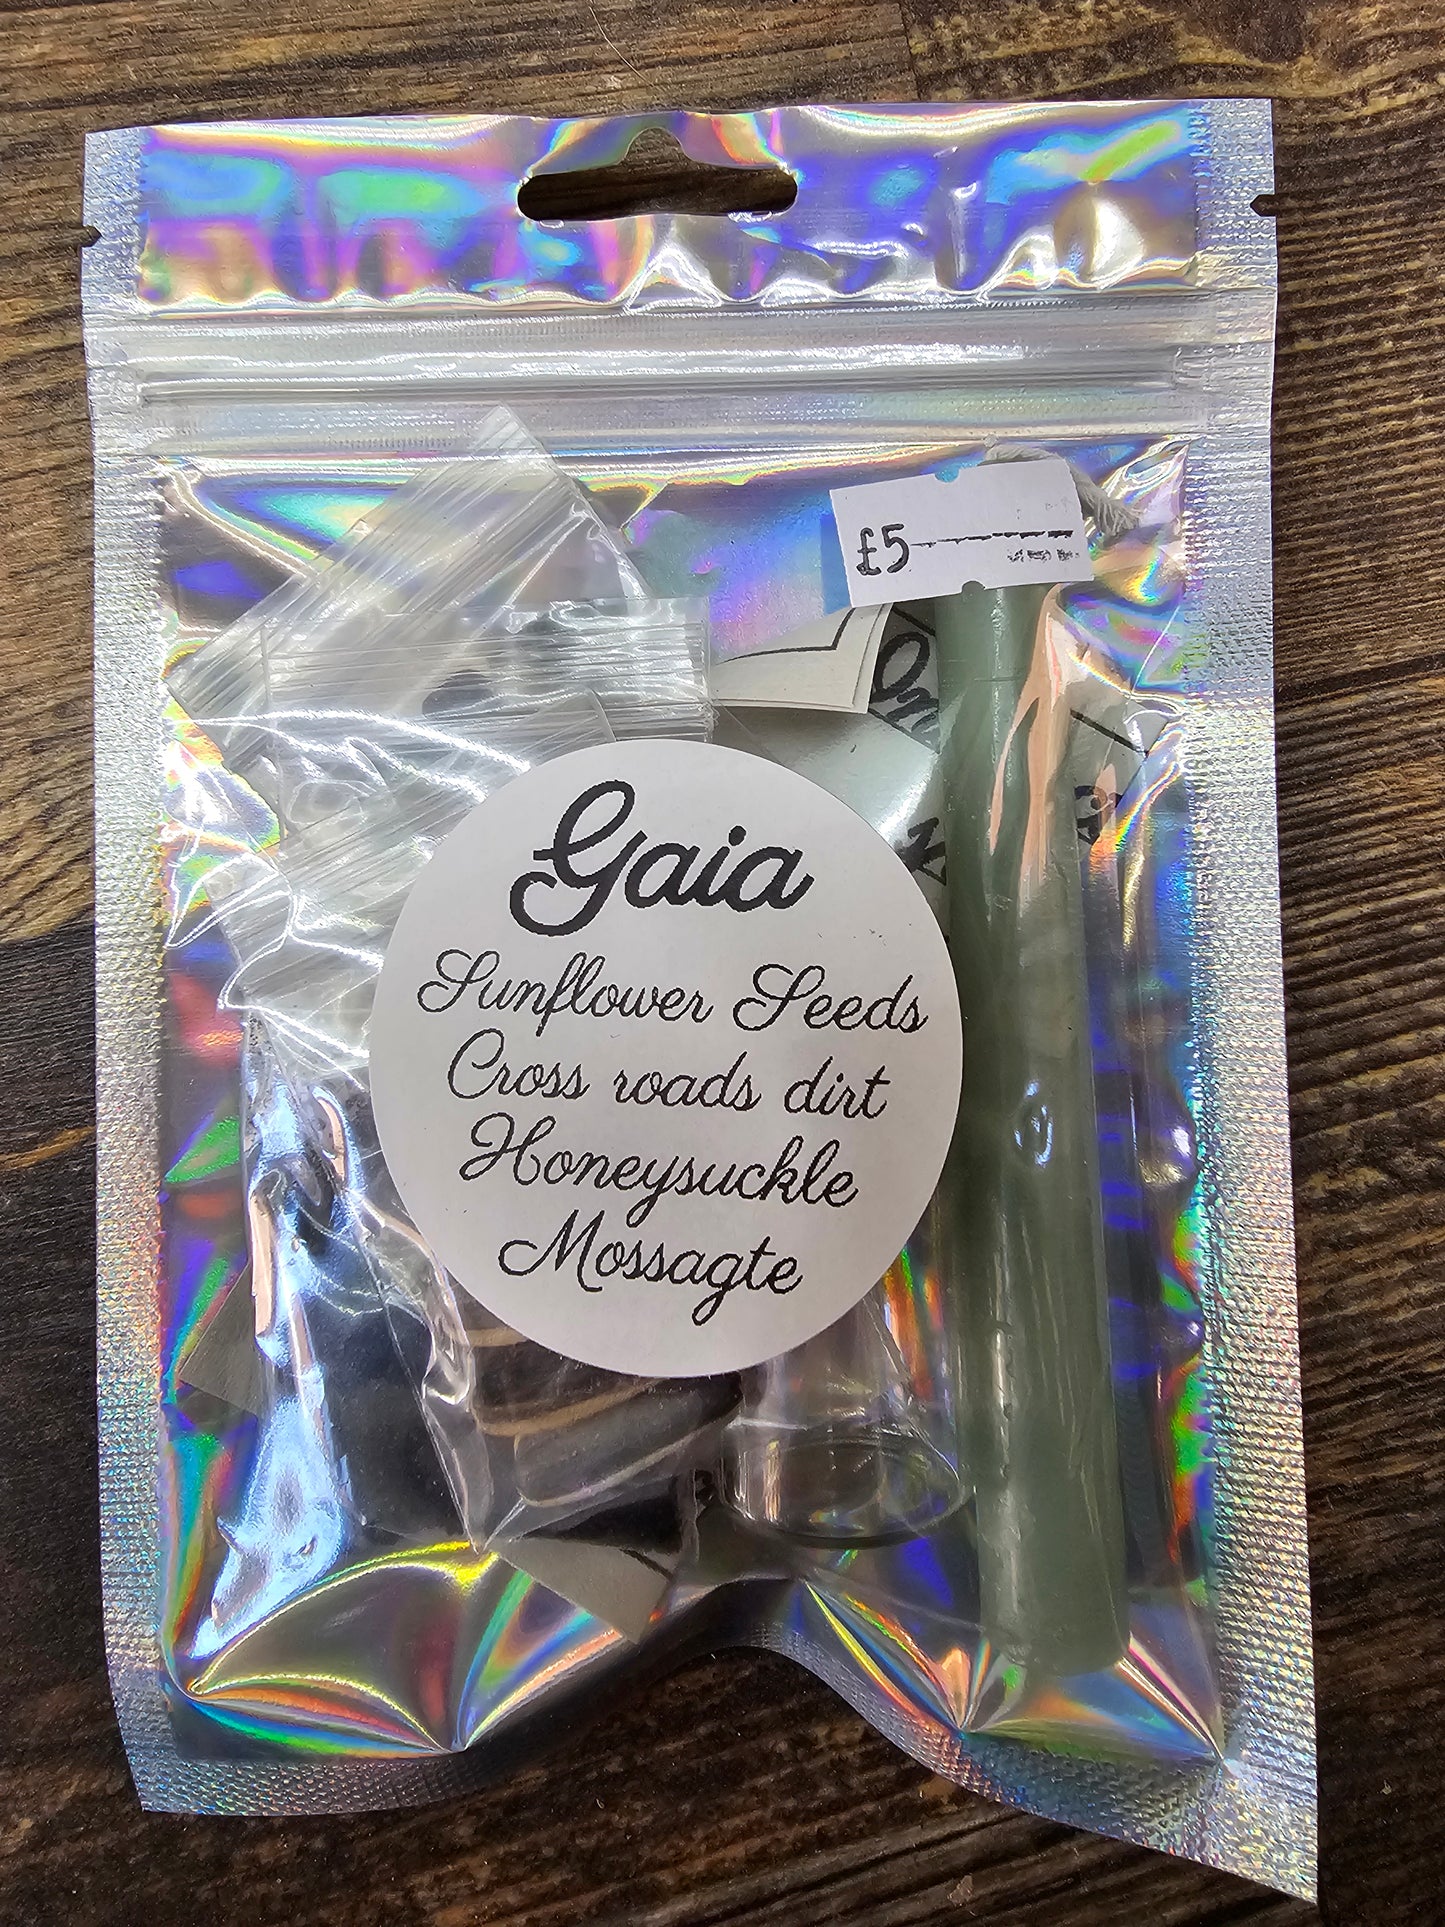 £5
Gaia
Sunflower Seeds
Cross roads dirt
Honeysuckle
Mossagte